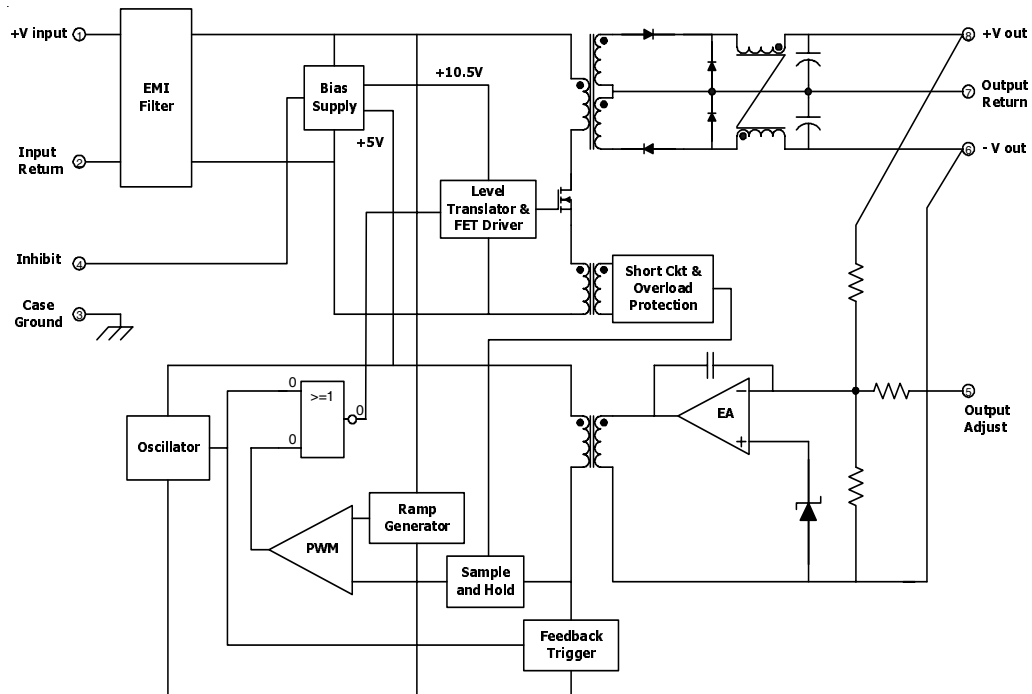 +V input
1
EMI
Filter
Bias
Supply
+10.5V
+5V
8
+V out
7
Output
Return
6
- V out
Input
Return
2
Level
Translator &
FET Driver
Inhibit
4
Case
Ground
3
Short Ckt &
Overload
Protection
0
>=1
0
0
Oscillator
EA
−
+
5
Output
Adjust
Ramp
Generator
PWM
Sample
and Hold
Feedback
Trigger